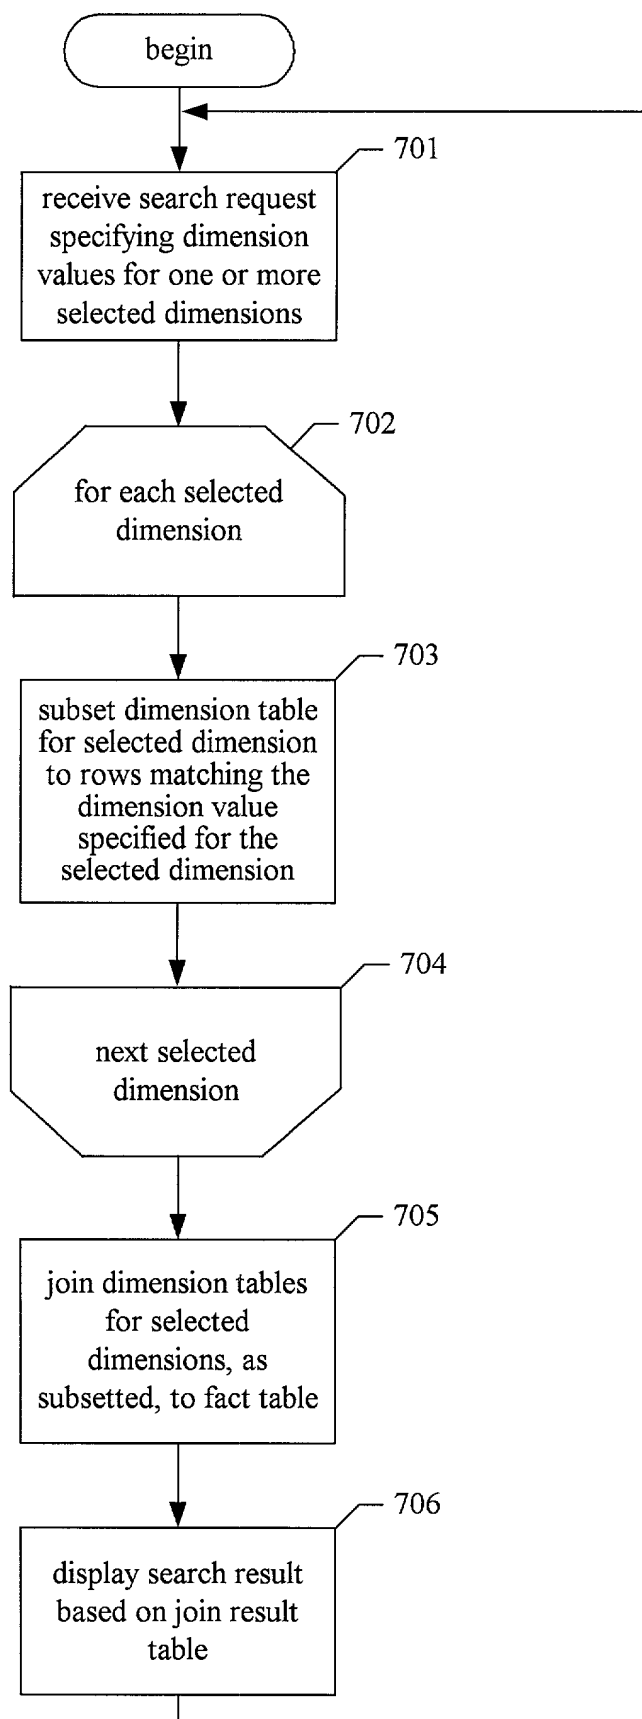 begin
701
receive search request
specifying dimension
values for one or more
selected dimensions
702
for each selected
dimension
703
subset dimension table
for selected dimension
to rows matching the
dimension value
specified for the
selected dimension
704
next selected
dimension
705
join dimension tables
for selected
dimensions, as
subsetted, to fact table
706
display search result
based on join result
table